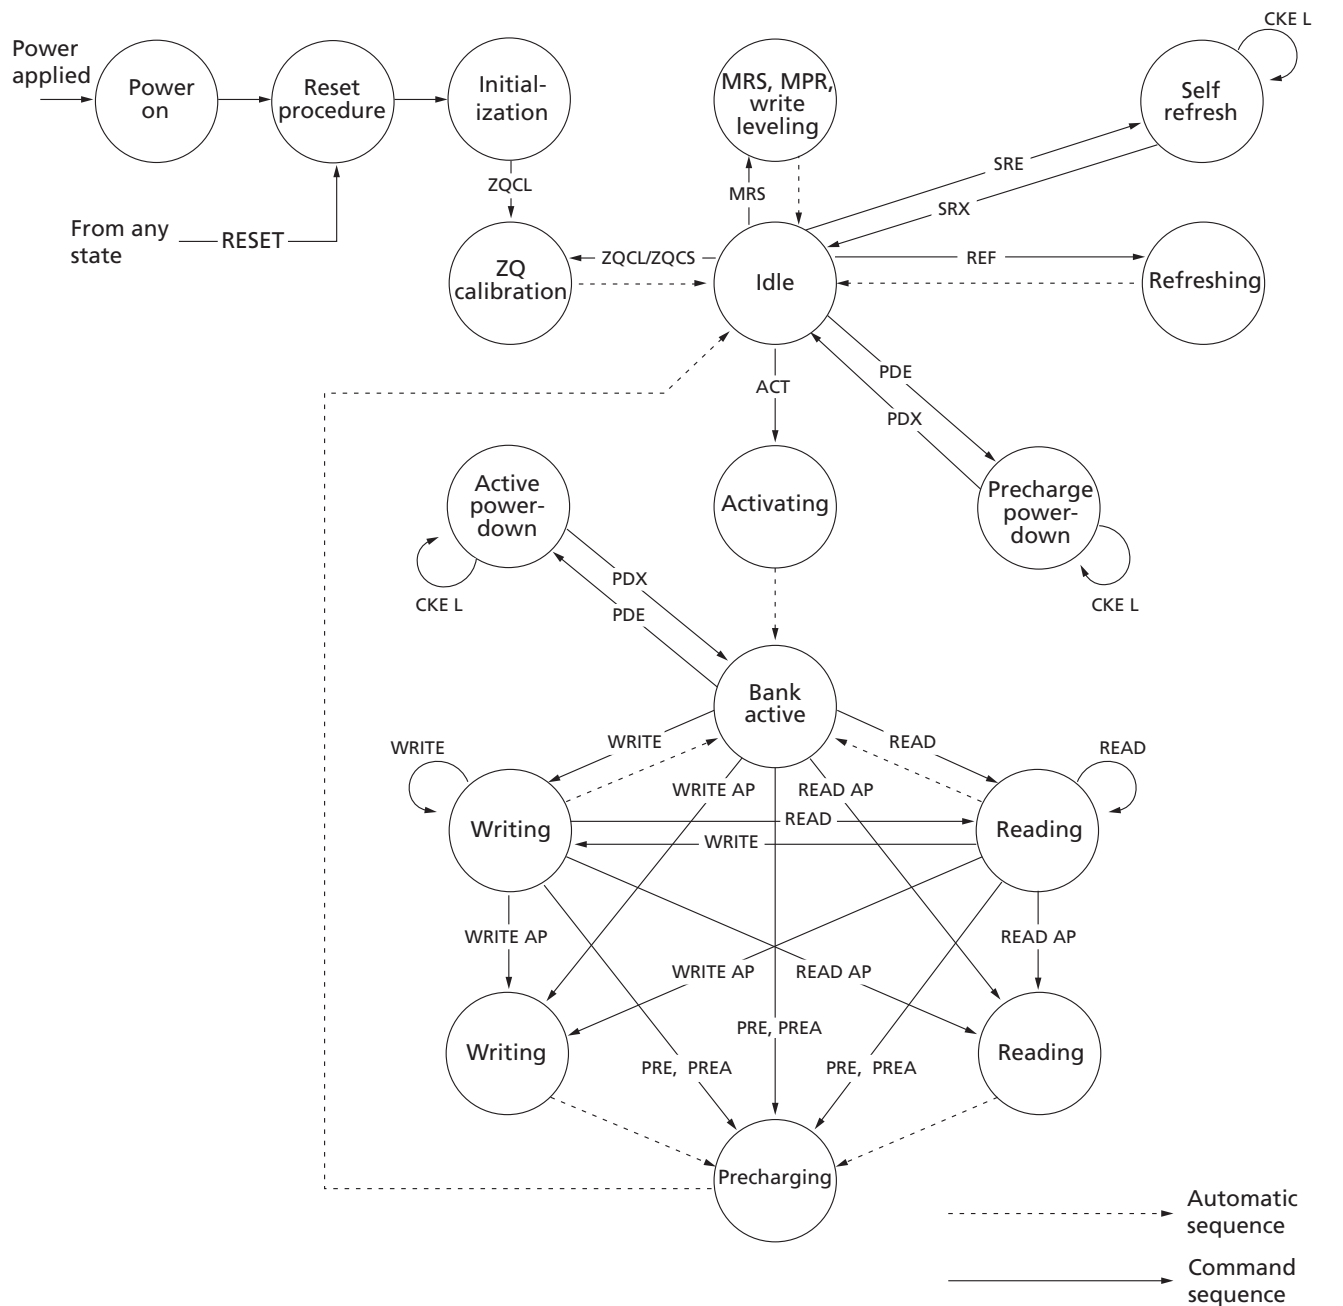 CKE L
Power
applied
Power
on
Reset
procedure
Initial-
ization
MRS, MPR,
write
leveling
Self
refresh
SRE
ZQCL
MRS
SRX
From any
state
RESET
ZQ
calibration
ZQCL/ZQCS
Idle
REF
Refreshing
PDE
ACT
PDX
Active
power-
down
Activating
Precharge
power-
down
PDX
CKE L
PDE
CKE L
Bank
active
WRITE
WRITE
READ
READ
WRITE AP
READ AP
Writing
READ
Reading
WRITE
WRITE AP
READ AP
WRITE AP
READ AP
PRE, PREA
Writing
Reading
PRE, PREA
PRE, PREA
Precharging
Automatic
sequence
Command
sequence